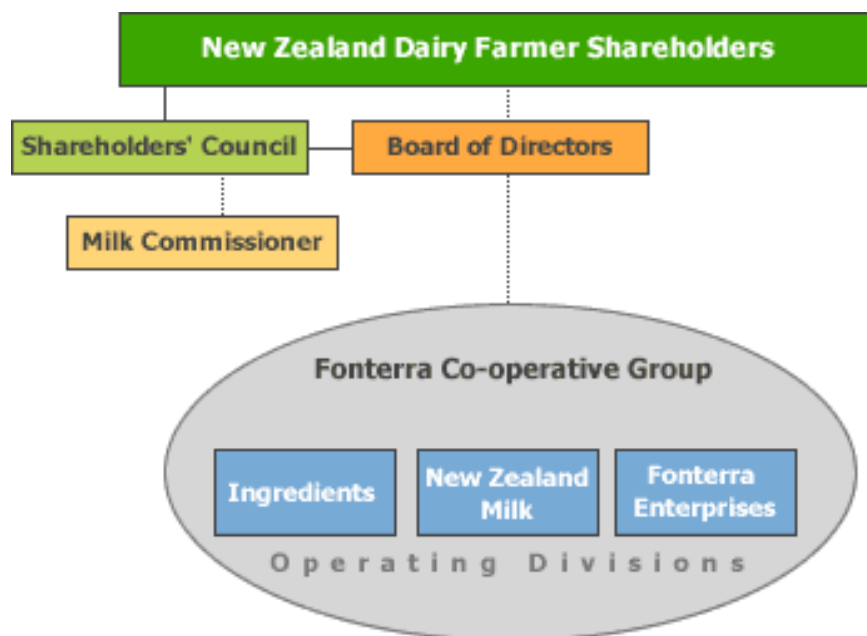 New Zealand Dairy Farmer Shareholders
Shareholders' Council
Board of Directors
Milk Commissioner
Fonterra Co-operative Group
Ingredients
New Zealand
Milk
Fonterra
Enterprises
Operating Divisions